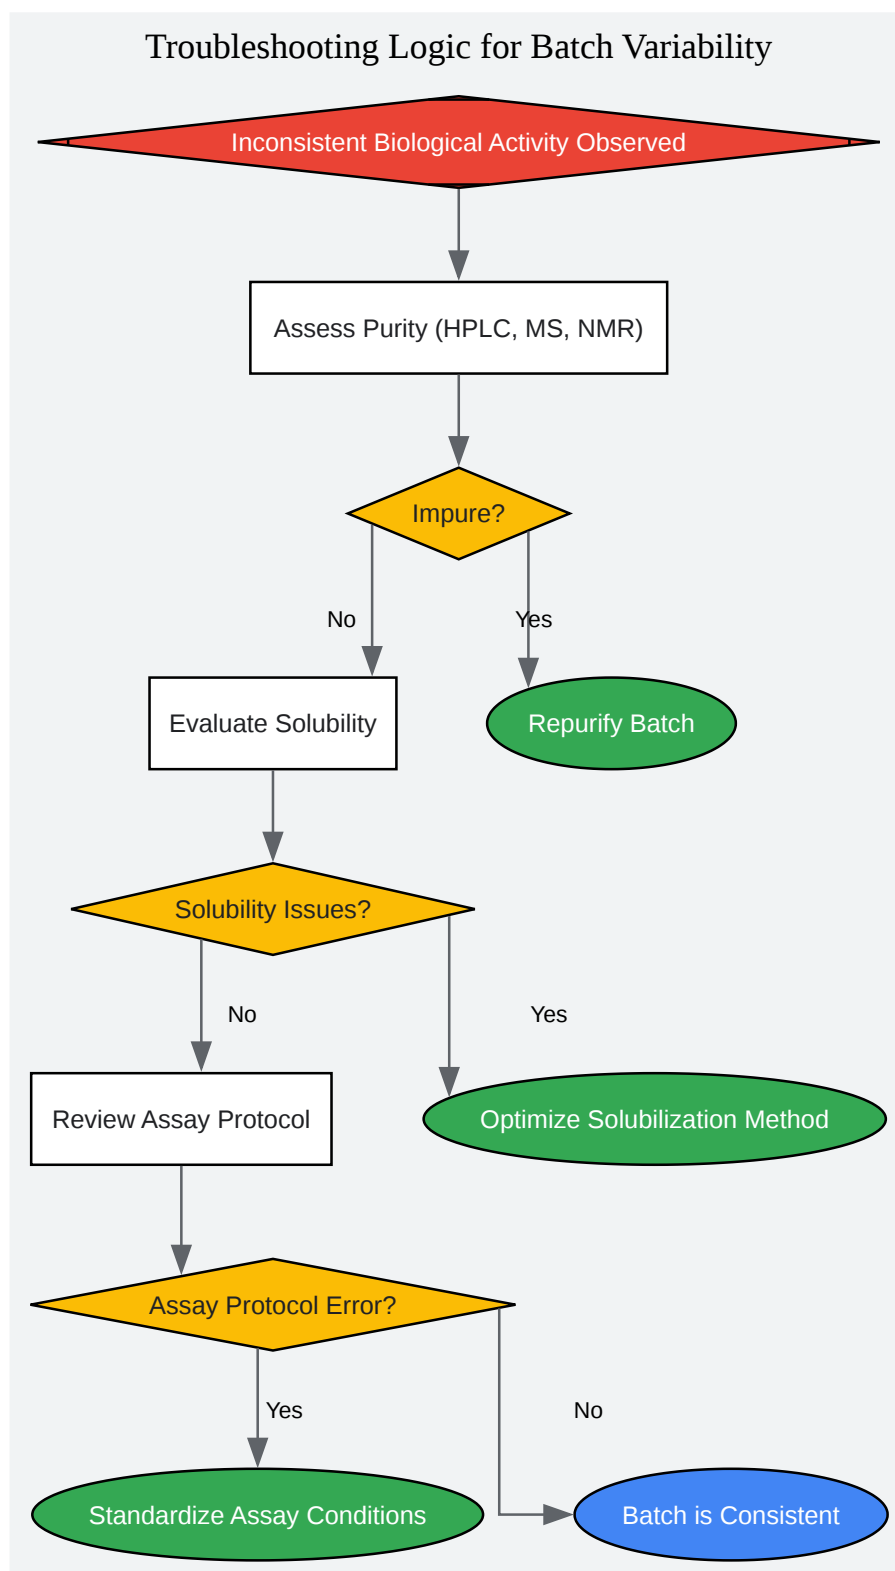 Troubleshooting Logic for Batch Variability
Inconsistent Biological Activity Observed
Assess Purity (HPLC, MS, NMR)
Impure?
No
Yes
Evaluate Solubility
Repurify Batch
Solubility Issues?
No
Yes
Review Assay Protocol
Optimize Solubilization Method
Assay Protocol Error?
Yes
No
Standardize Assay Conditions
Batch is Consistent